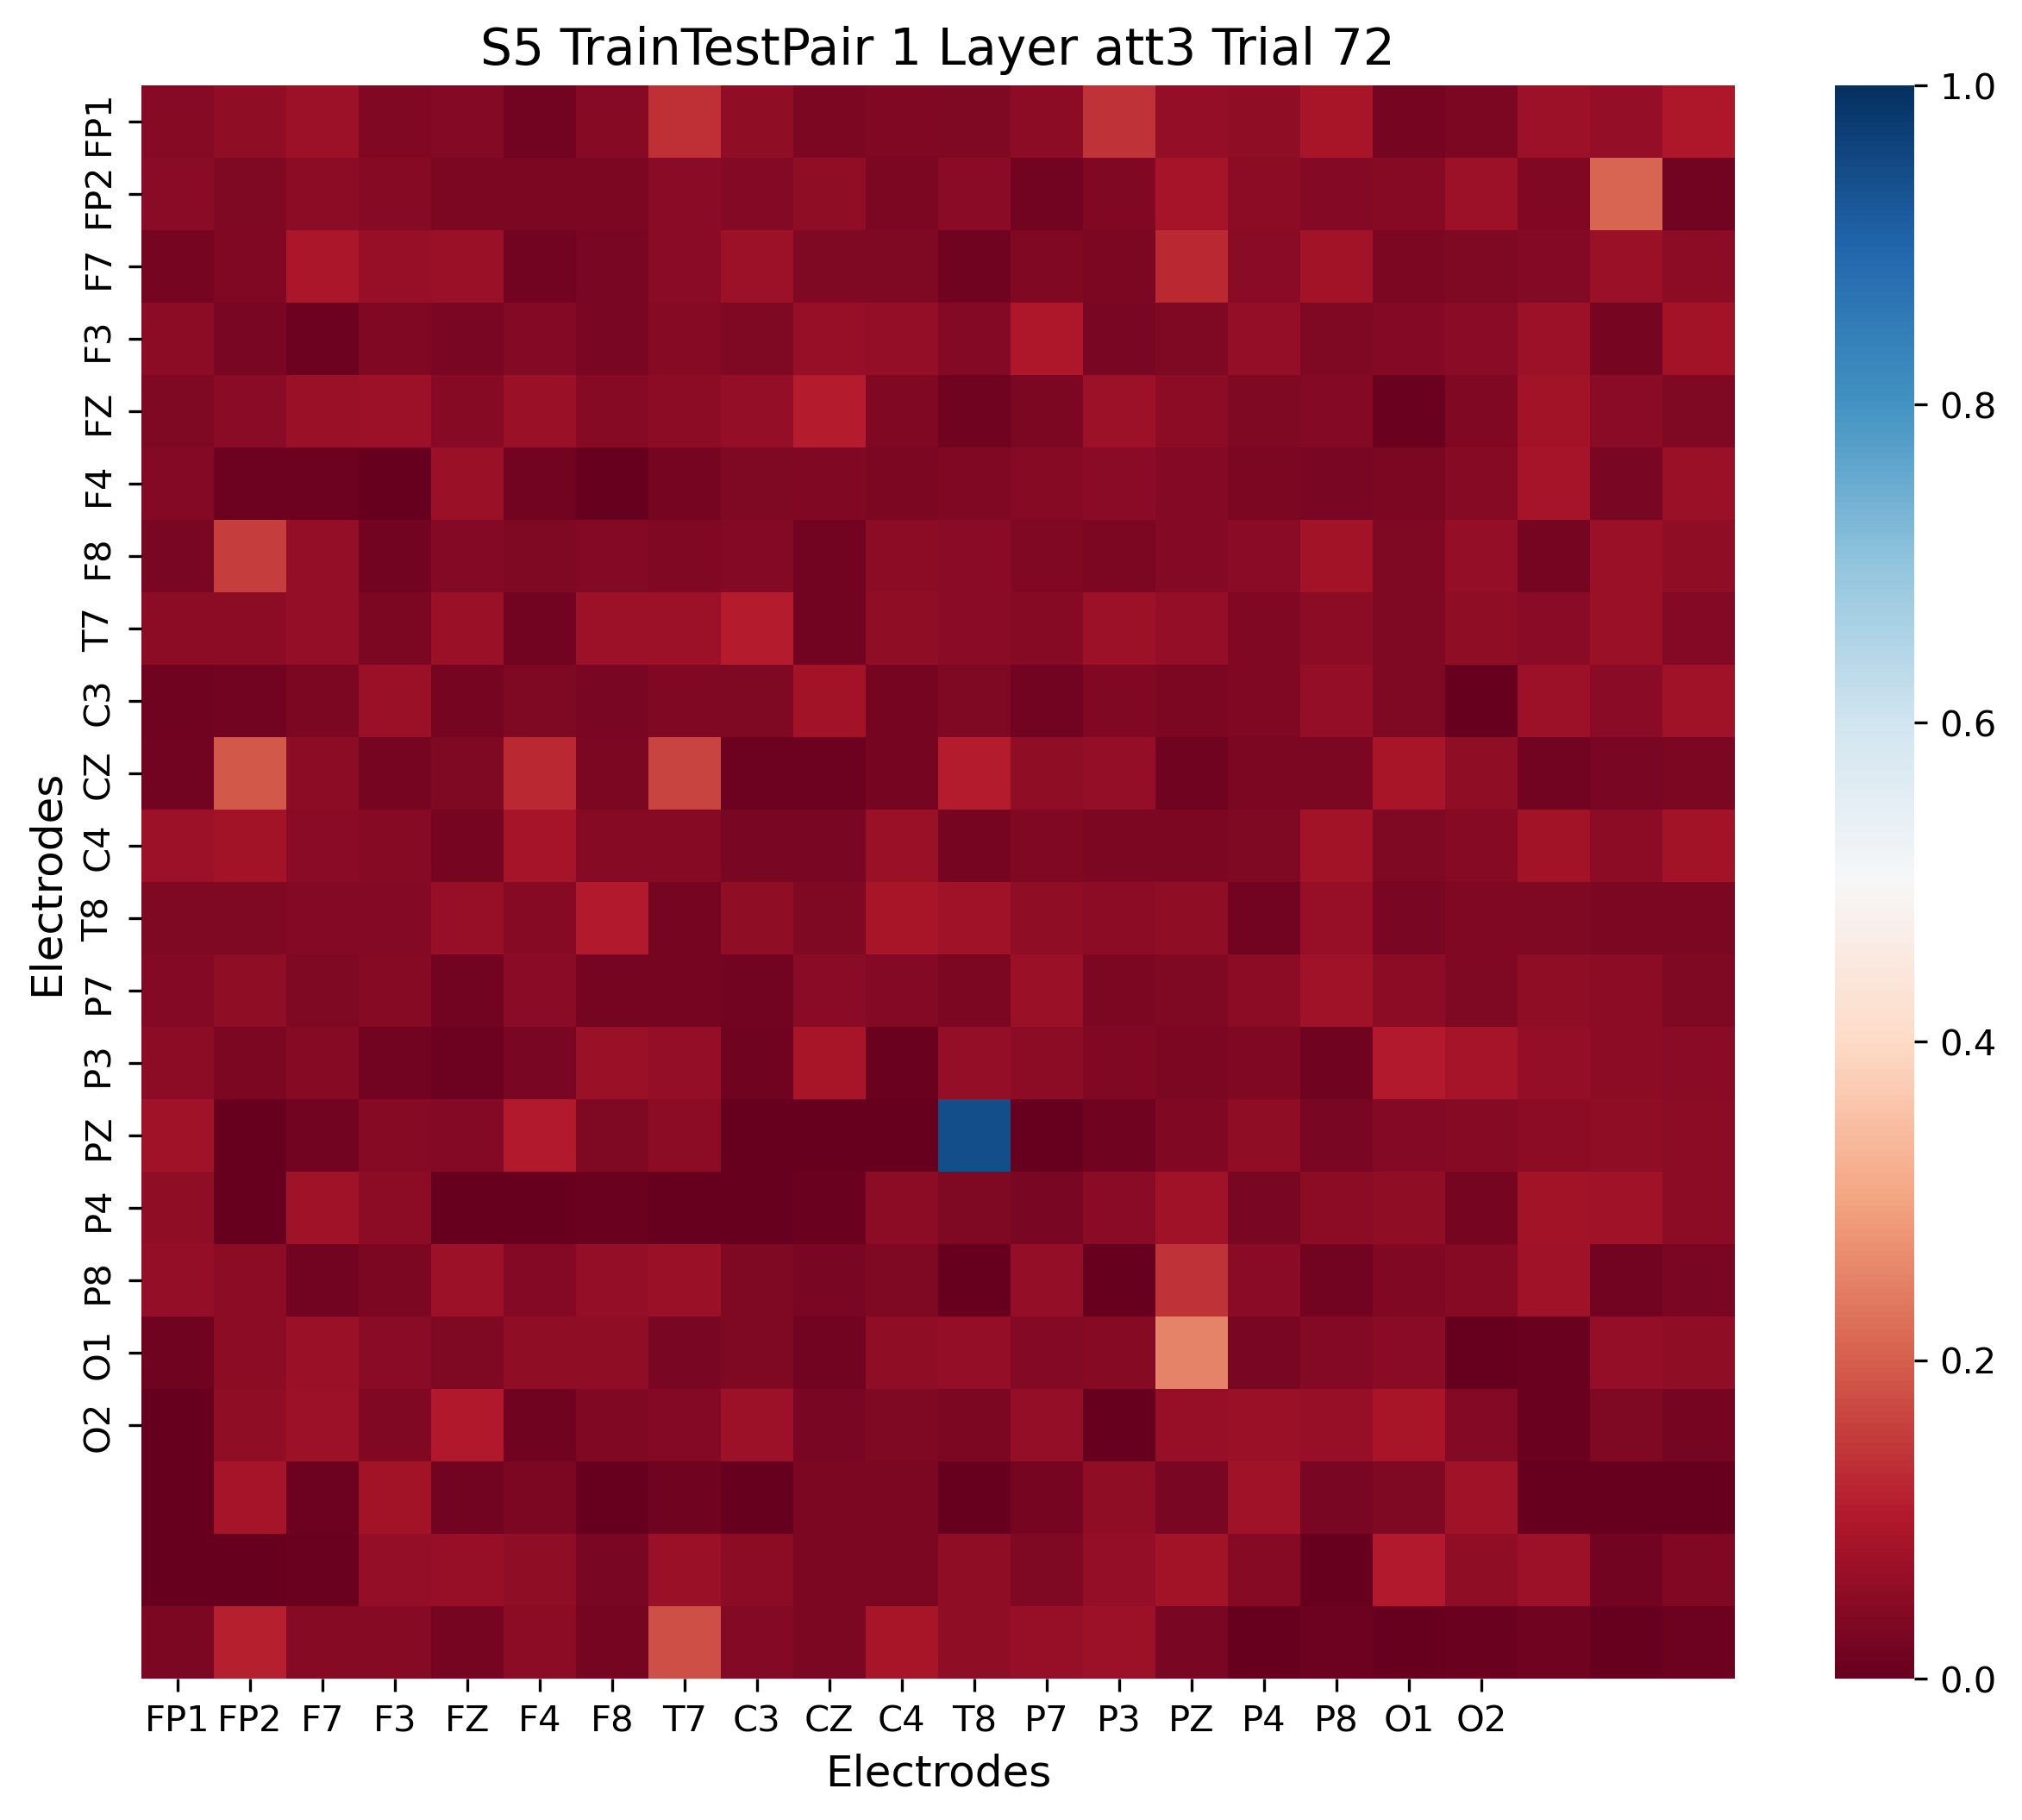 S5 TrainTestPair 1 Layer att3 Trial 72
Electrodes
FP1
FP2
F7
F3
FZ
F4
F8
T7
C3
CZ
C4
T8
P7
P3
PZ
P4
P8
O1
O2
FP1 FP2 F7 F3 FZ F4 F8 T7 C3 CZ C4 T8 P7 P3 PZ P4 P8 O1 O2
Electrodes
1.0
0.8
0.6
0.4
0.2
0.0